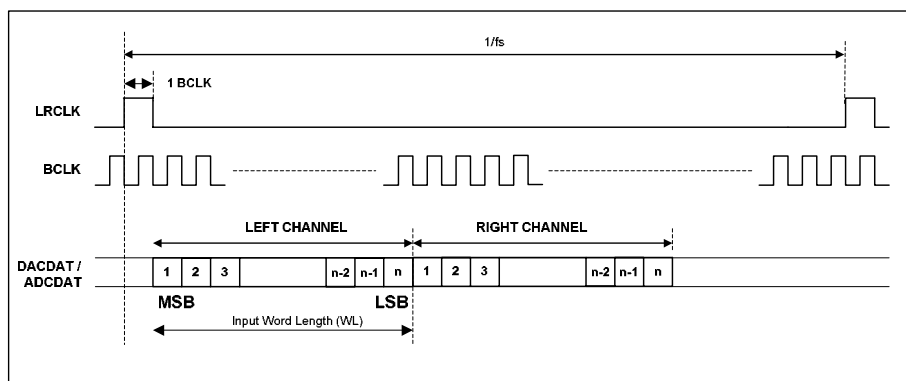 1/fs
1 BCLK
LRCLK
BCLK
LEFT CHANNEL RIGHT CHANNEL
DACDAT /
ADCDAT
1 2 3 n-2 n-1 n 1 2 3 n-2 n-1 n
MSB LSB
Input Word Length (WL)